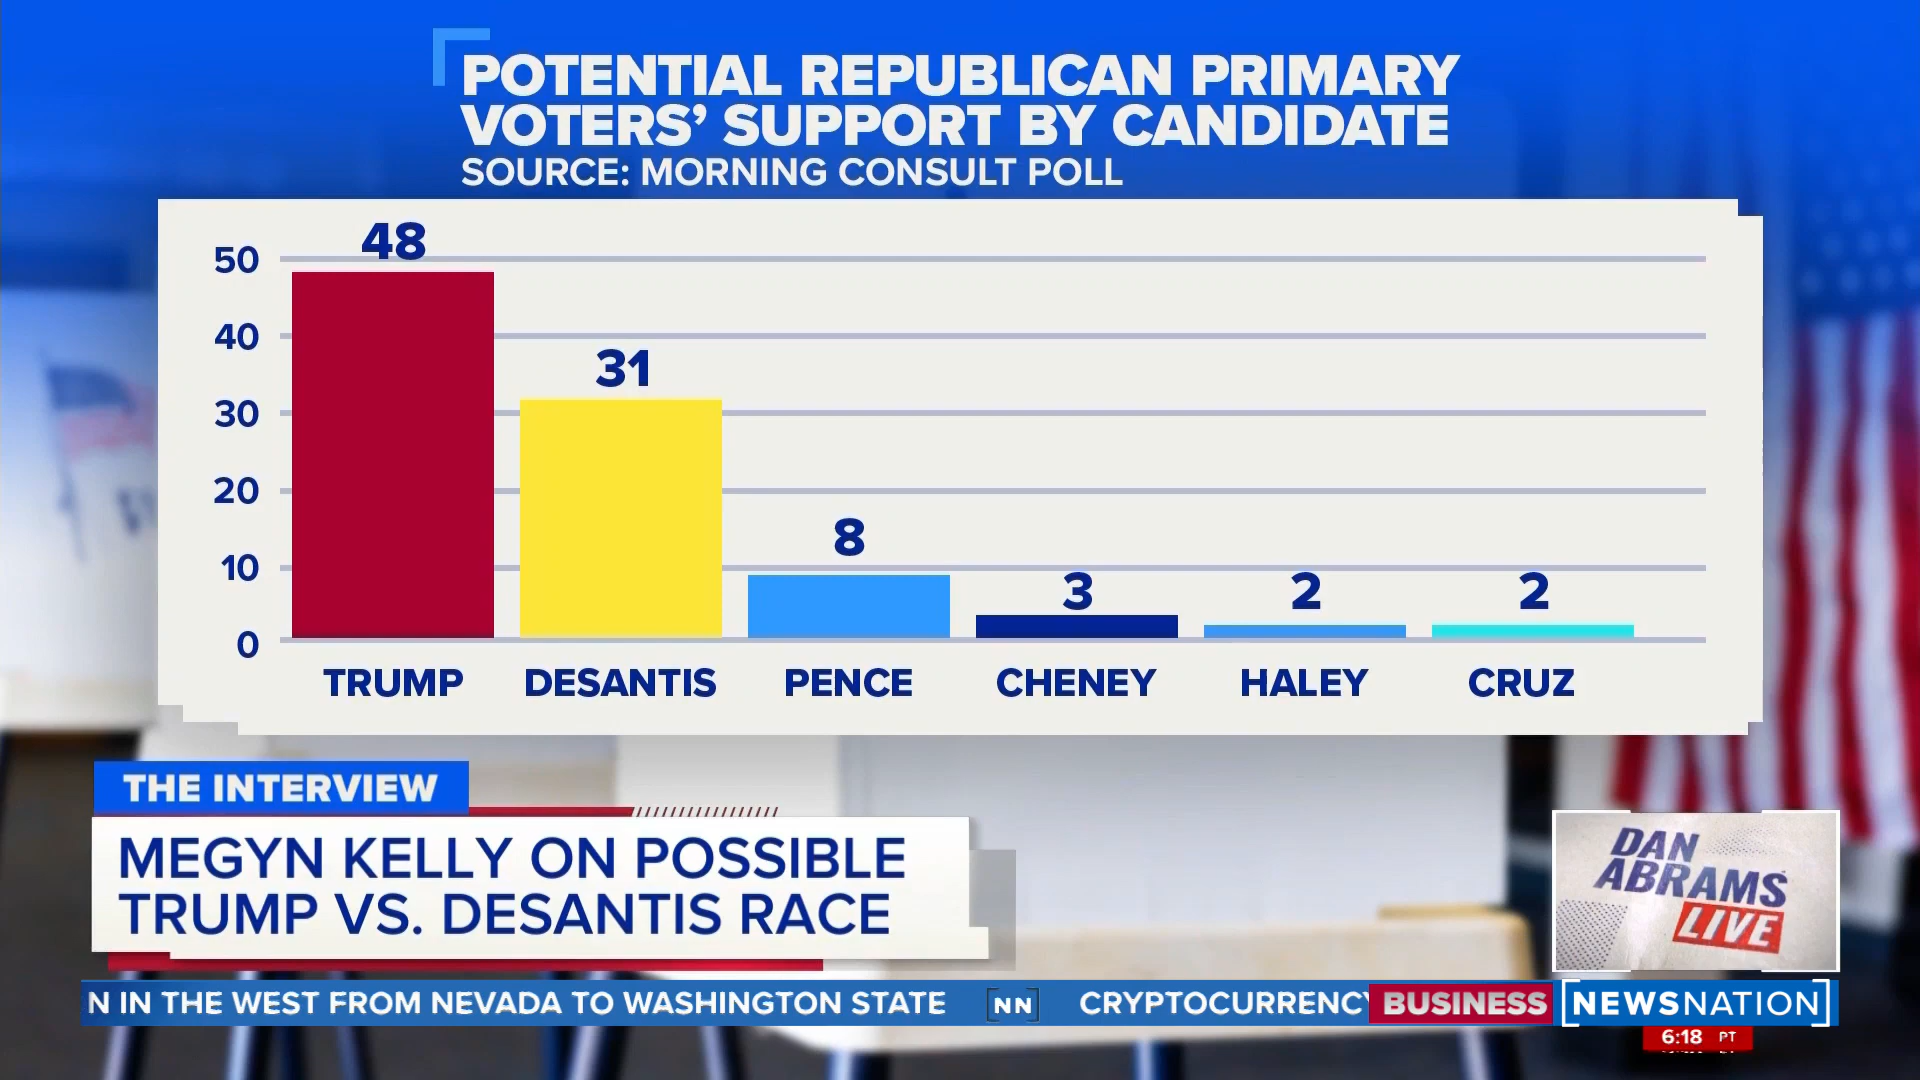 POTENTIAL REPUBLICAN PRIMARY
VOTERS’ SUPPORT BY CANDIDATE
SOURCE: MORNING CONSULT POLL
50
40
30
20
10
0
48
31
8
3
2
2
TRUMP DESANTIS PENCE CHENEY HALEY CRUZ
THE INTERVIEW
MEGYN KELLY ON POSSIBLE
TRUMP VS. DESANTIS RACE
DAN
ABRAMS
LIVE
N IN THE WEST FROM NEVADA TO WASHINGTON STATE NN CRYPTOCURRENC BUSINESS NEWSNATION
6:18 PT